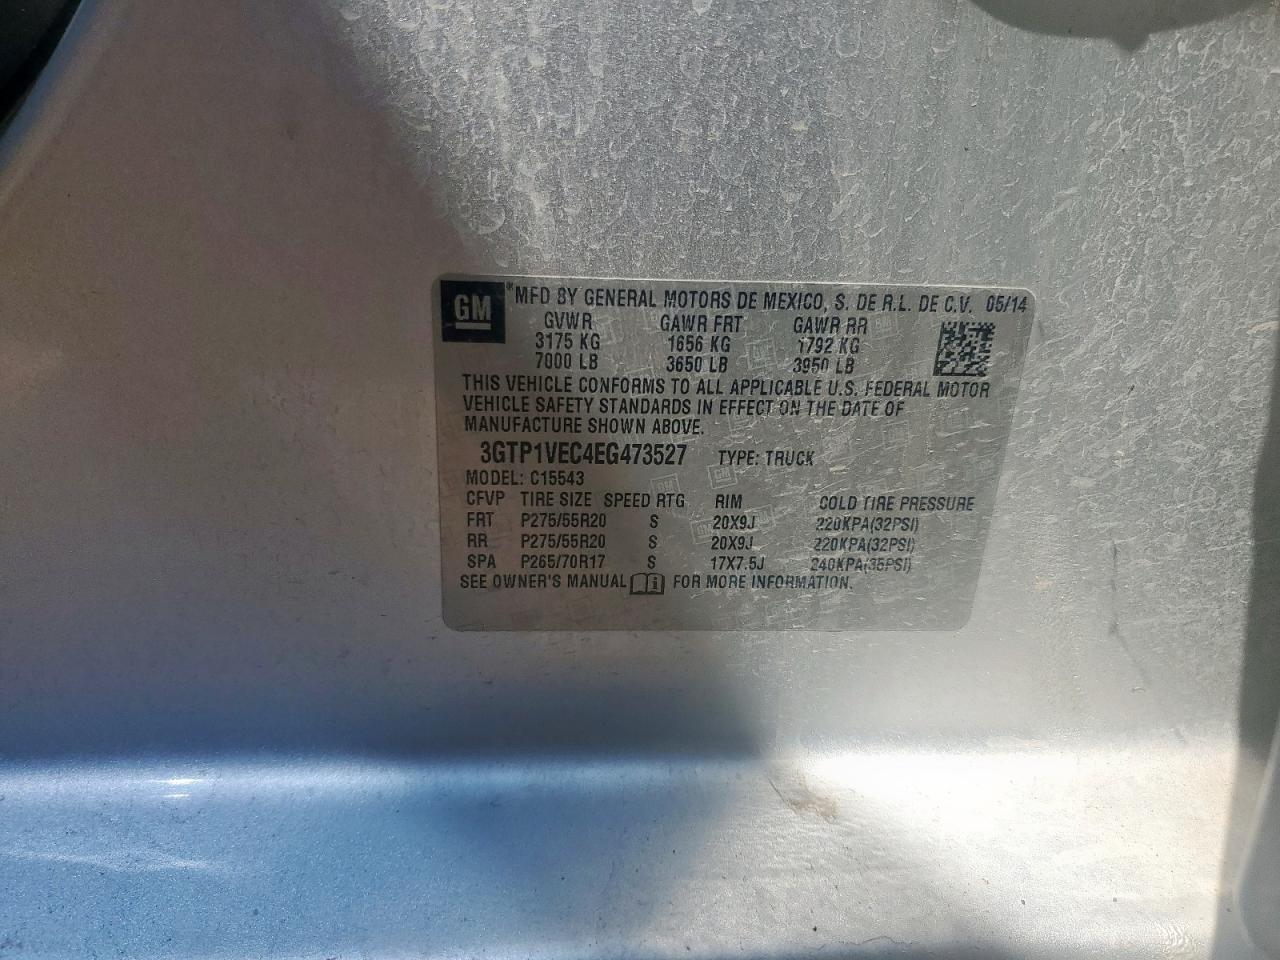 GM ® MFD BY GENERAL MOTORS DE MEXICO, S. DE R.L. DE C.V. 05/14
GVWR GAWR FRT GAWR RR
3175 KG 1656 KG 1792 KG
7000 LB 3650 LB 3950 LB
THIS VEHICLE CONFORMS TO ALL APPLICABLE U.S. FEDERAL MOTOR
VEHICLE SAFETY STANDARDS IN EFFECT ON THE DATE OF
MANUFACTURE SHOWN ABOVE.
3GTP1VEC4EG473527 TYPE: TRUCK
MODEL: C15543
CFVP TIRE SIZE SPEED RTG RIM COLD TIRE PRESSURE
FRT P275/55R20 S 20X9J 220KPA(32PSI)
RR P275/55R20 S 20X9J 220KPA(32PSI)
SPA P265/70R17 S 17X7.5J 240KPA(35PSI)
SEE OWNER'S MANUAL FOR MORE INFORMATION.